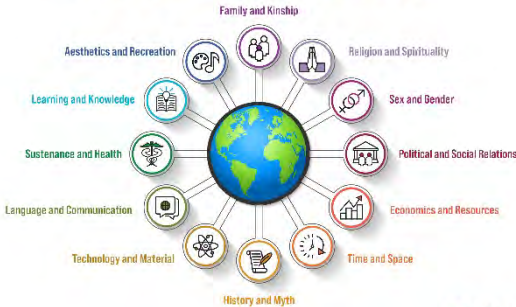 Family and Kinship
Aesthetics and Recreation
Religion and Spirituality
Learning and Knowledge
Sex and Gender
Sustenance and Health
Political and Social Relations
Language and Communication
Economics and Resources
Technology and Material
Time and Space
History and Myth